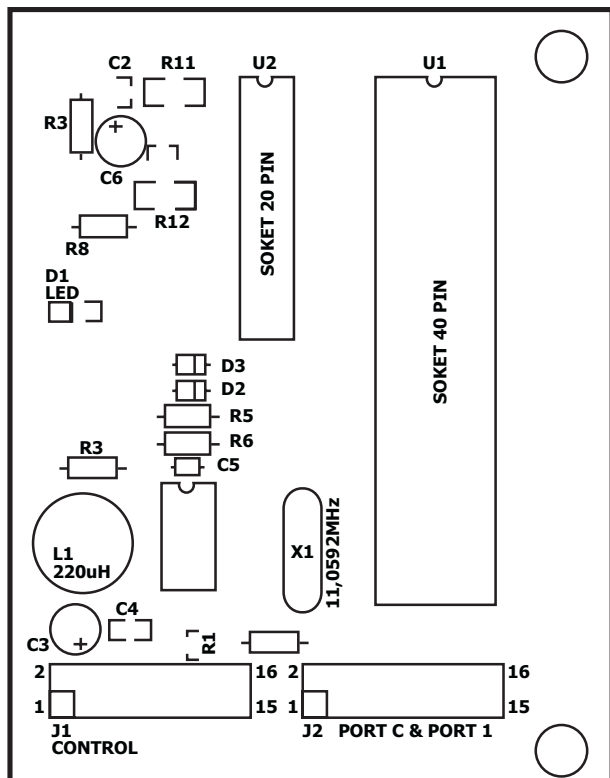 C2
R11
U2
U1
R3
+
C6
R12
R8
SOKET 20 PIN
SOKET 40 PIN
D1
LED
D3
D2
R5
R6
C5
R3
L1
220uH
X1
11,0592MHz
C4
C3
+
R1
2
16
1
15
J1
CONTROL
2
16
1
15
J2 PORT C & PORT 1